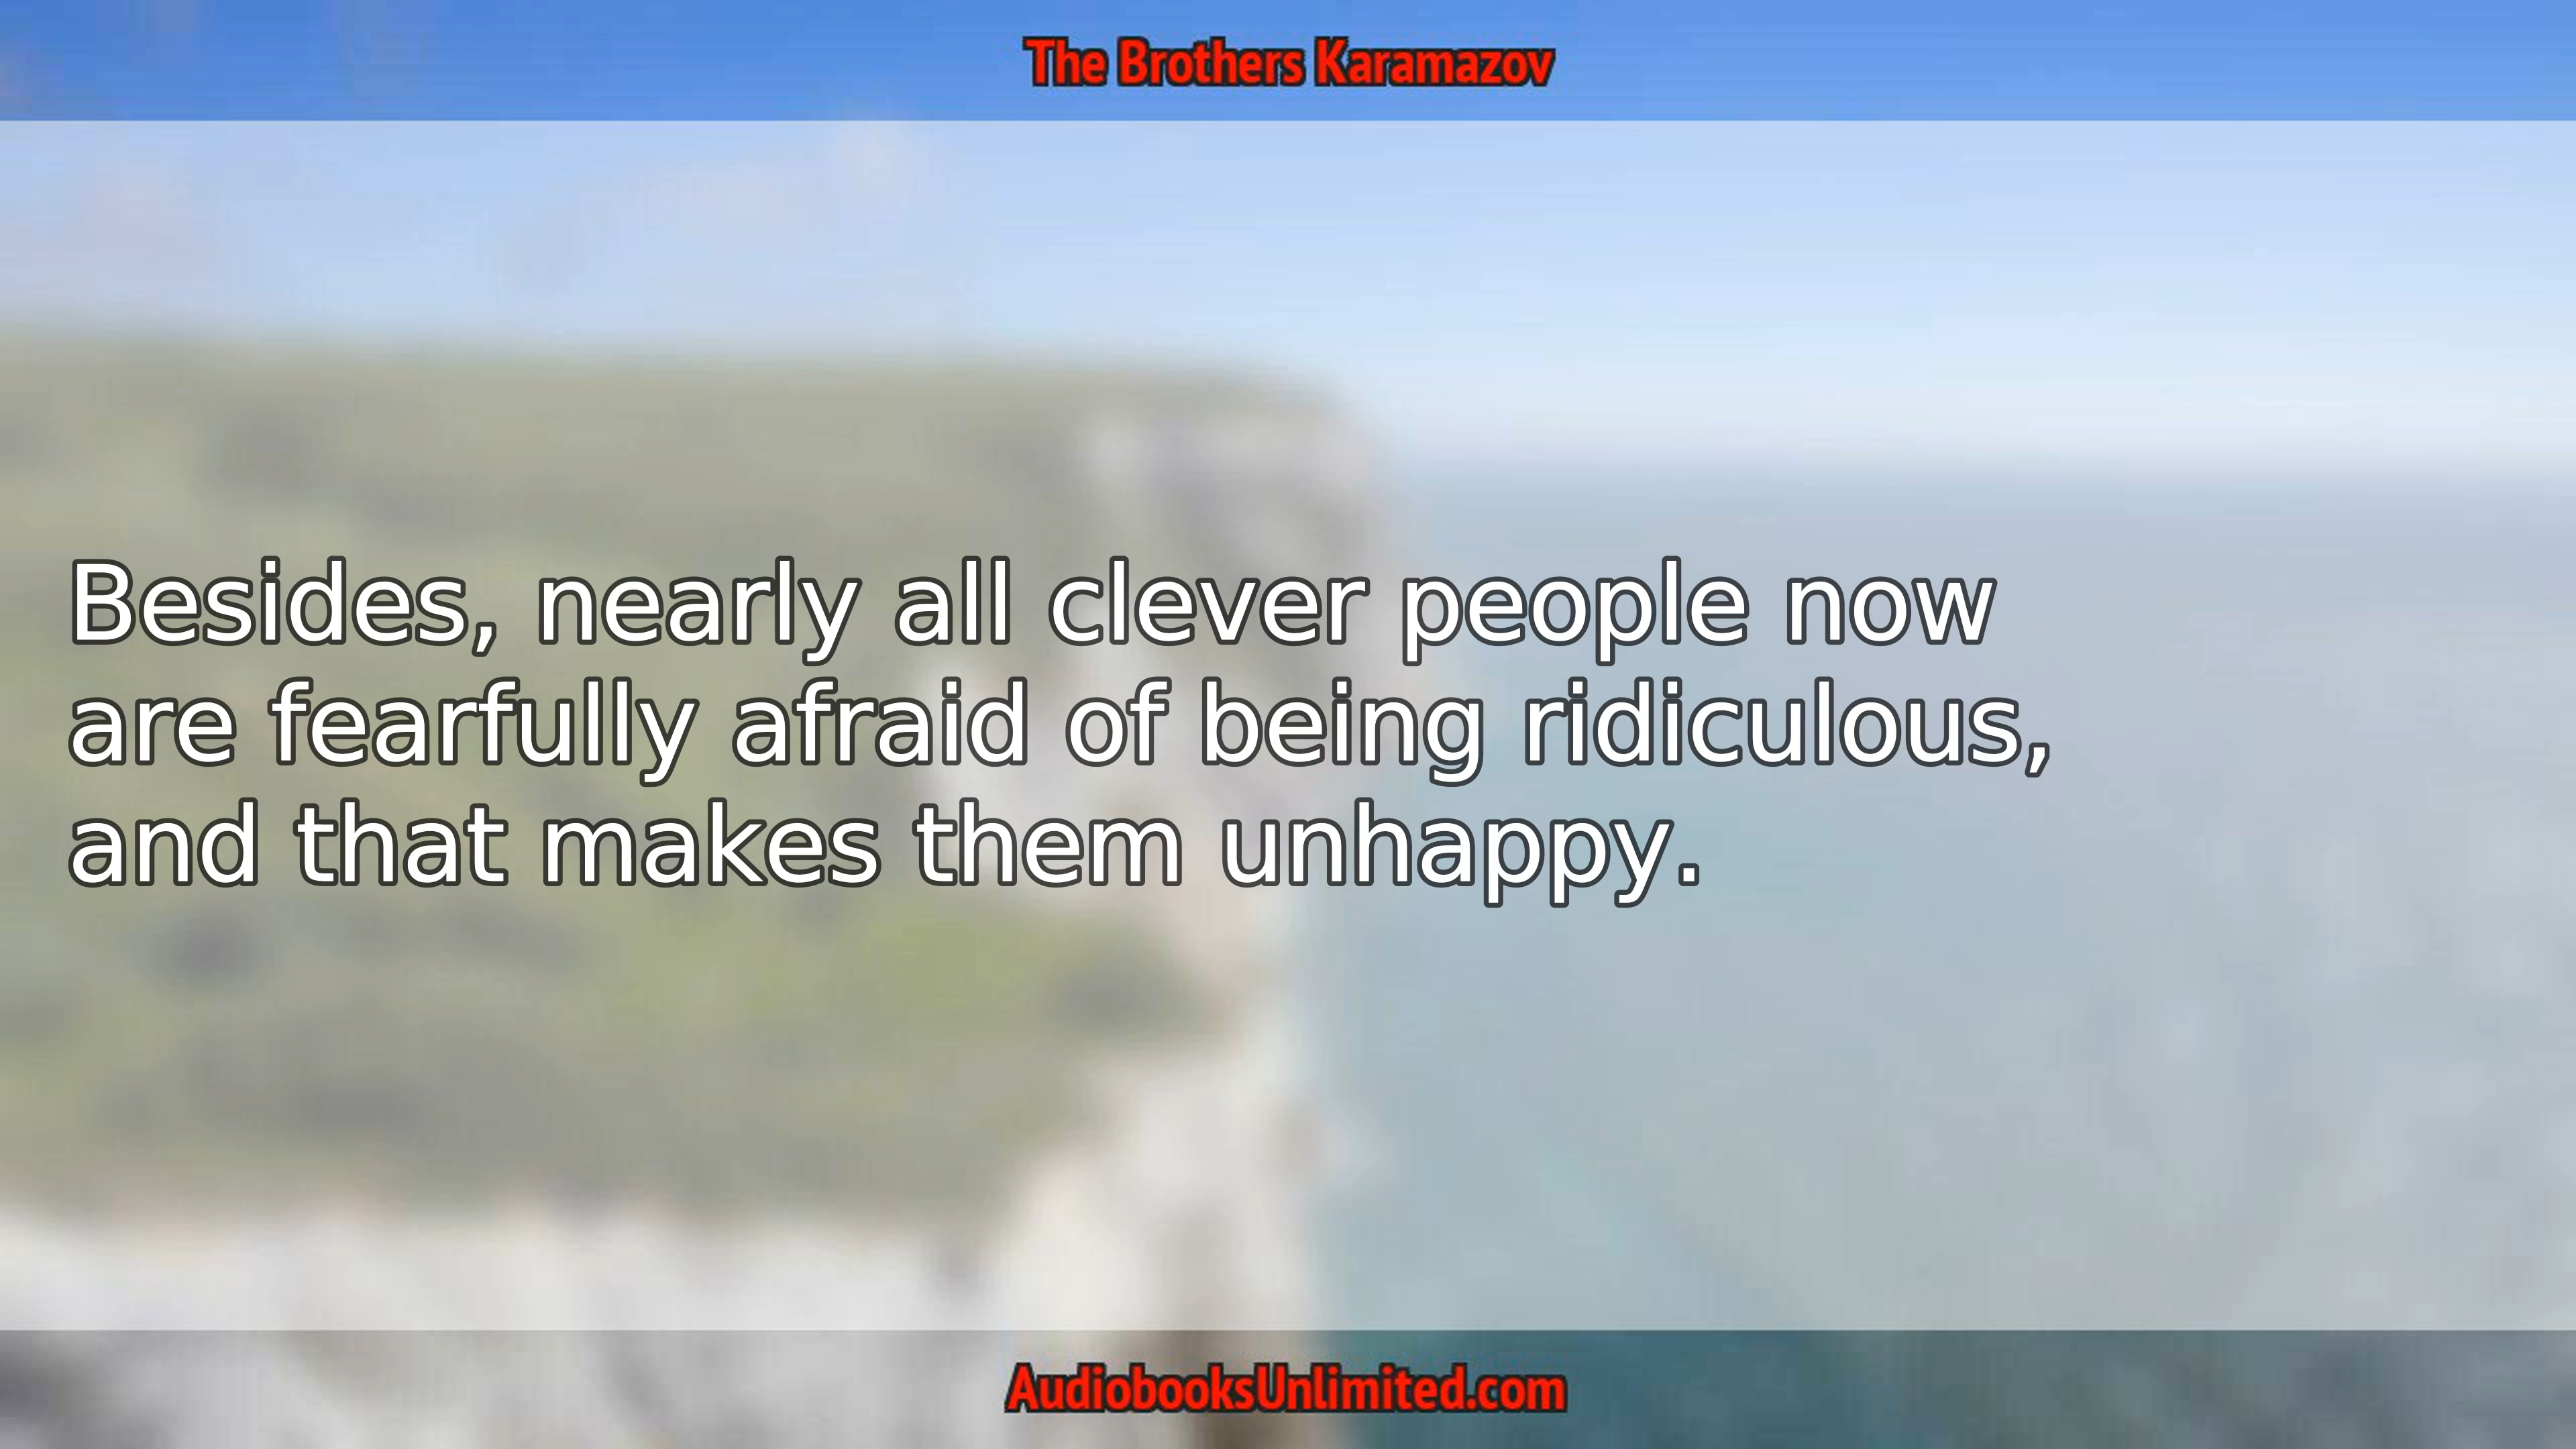 The Brothers Karamazov
Besides, nearly all clever people now
are fearfully afraid of being ridiculous,
and that makes them unhappy.
AudiobooksUnlimited.com